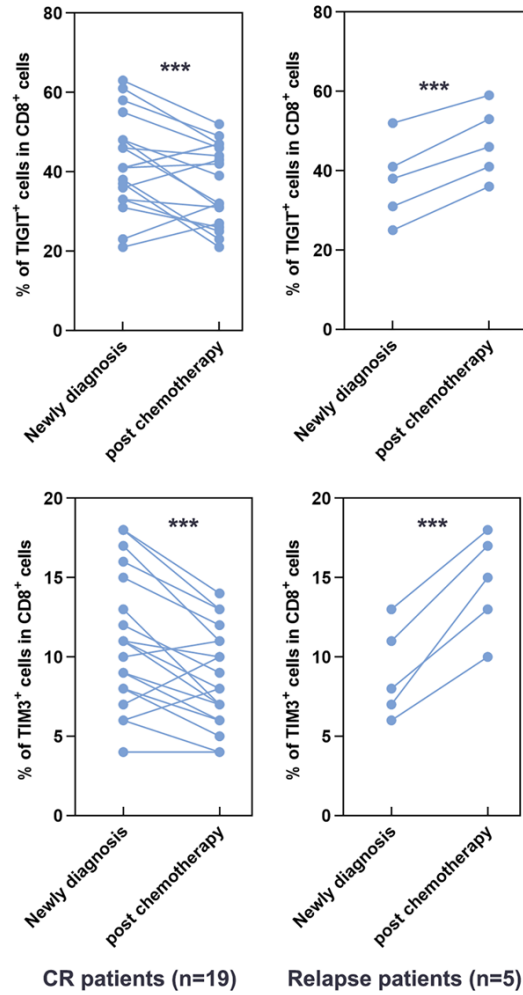 % of TIGIT⁺ cells in CD8⁺ cells
80
60
40
20
0
***
Newly diagnosis
post chemotherapy
% of TIGIT⁺ cells in CD8⁺ cells
80
60
40
20
0
***
Newly diagnosis
post chemotherapy
% of TIM3⁺ cells in CD8⁺ cells
20
15
10
5
0
***
Newly diagnosis
post chemotherapy
% of TIM3⁺ cells in CD8⁺ cells
20
15
10
5
0
***
Newly diagnosis
post chemotherapy
CR patients (n=19)
Relapse patients (n=5)